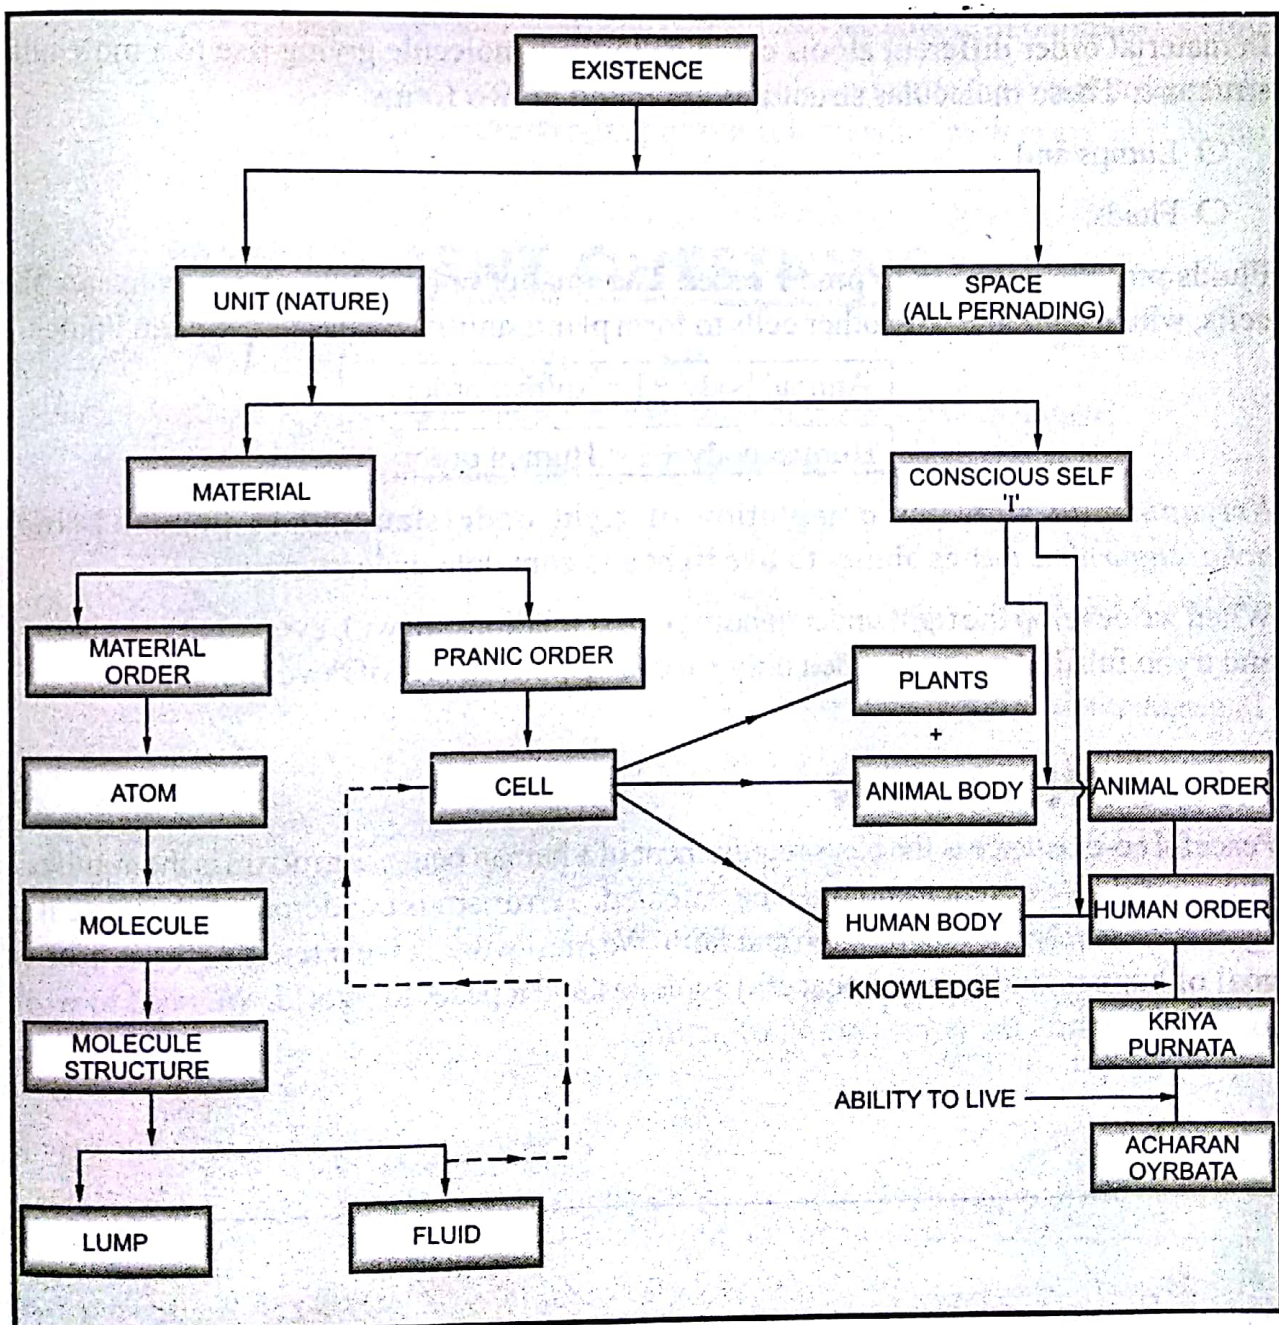 EXISTENCE
UNIT (NATURE)
SPACE
(ALL PERNADING)
MATERIAL
CONSCIOUS SELF
'I'
MATERIAL
ORDER
PRANIC ORDER
PLANTS
+
ATOM
CELL
ANIMAL BODY
ANIMAL ORDER
MOLECULE
HUMAN BODY
HUMAN ORDER
KNOWLEDGE
MOLECULE
STRUCTURE
KRIYA
PURNATA
ABILITY TO LIVE
ACHARAN
OYRBATA
LUMP
FLUID